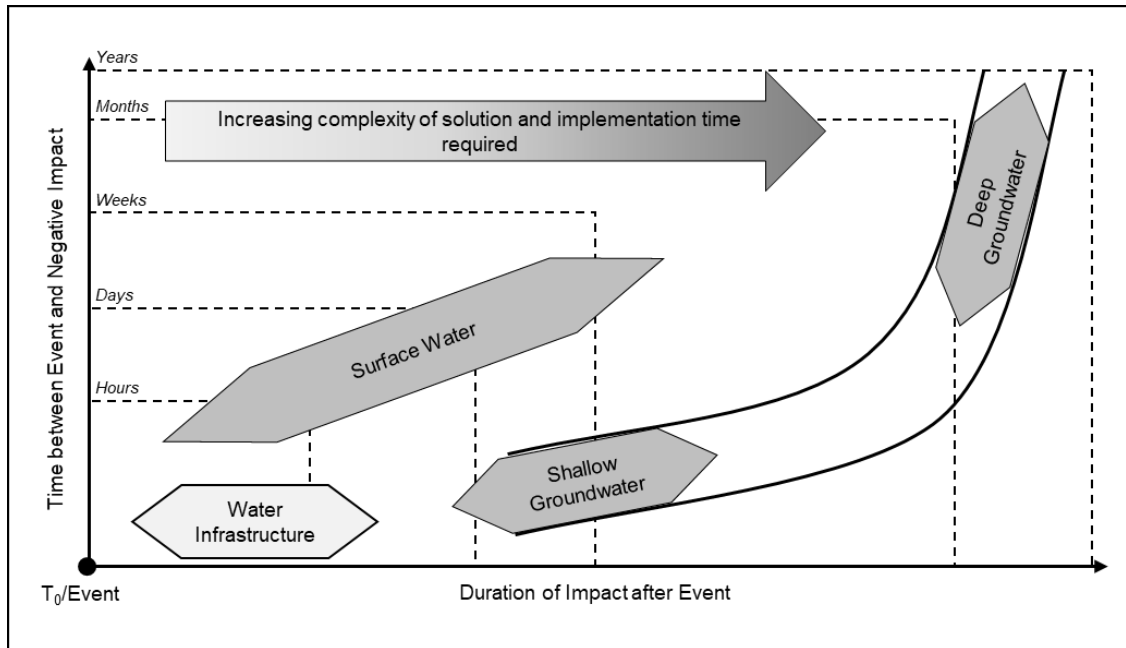 Years
Months
Increasing complexity of solution and implementation time
required
Weeks
Days
Hours
Time between Event and Negative Impact
Surface Water
Deep
Groundwater
Shallow
Groundwater
Water
Infrastructure
T₀/Event
Duration of Impact after Event